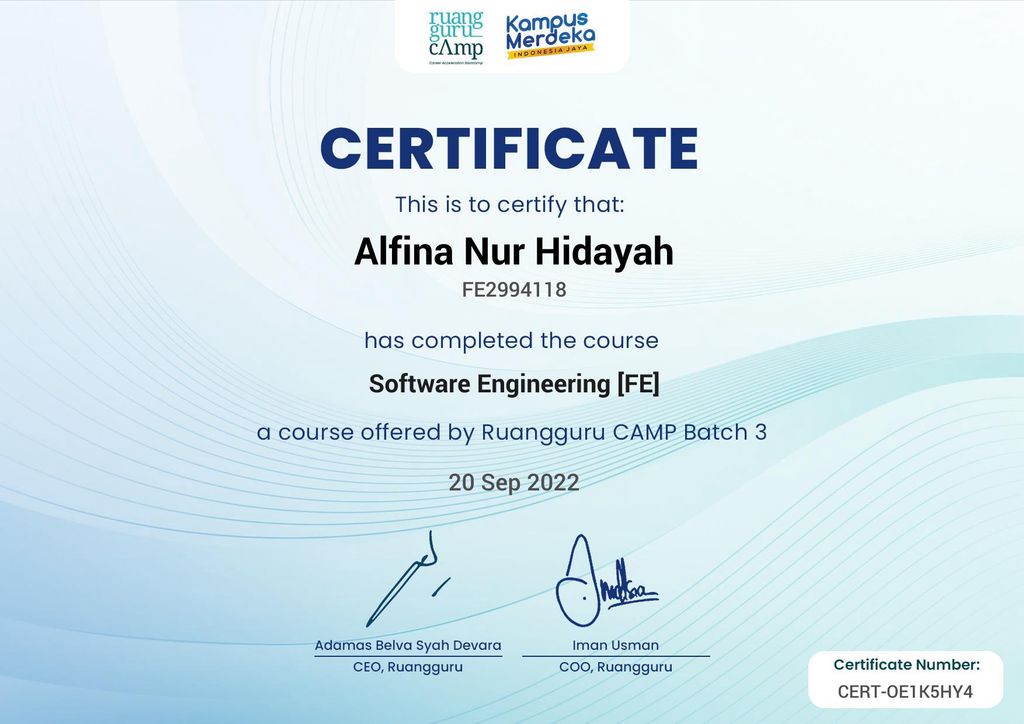 ruang
guru
cAmp
Career Acceleration Bootcamp
Kampus
Merdeka
INDONESIA JAYA
CERTIFICATE
This is to certify that:
Alfina Nur Hidayah
FE2994118
has completed the course
Software Engineering [FE]
a course offered by Ruangguru CAMP Batch 3
20 Sep 2022
Adamas Belva Syah Devara
CEO, Ruangguru
Iman Usman
COO, Ruangguru
Certificate Number:
CERT-OE1K5HY4